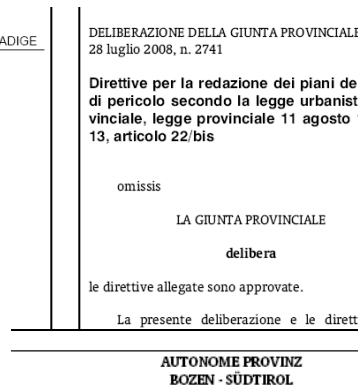 ADIGE
DELIBERAZIONE DELLA GIUNTA PROVINCIALE
28 luglio 2008, n. 2741
Direttive per la redazione dei piani de
di pericolo secondo la legge urbanist
vinciale, legge provinciale 11 agosto
13, articolo 22/bis
omissis
LA GIUNTA PROVINCIALE
delibera
le direttive allegate sono approvate.
La presente deliberazione e le dirett
AUTONOME PROVINZ
BOZEN - SÜDTIROL